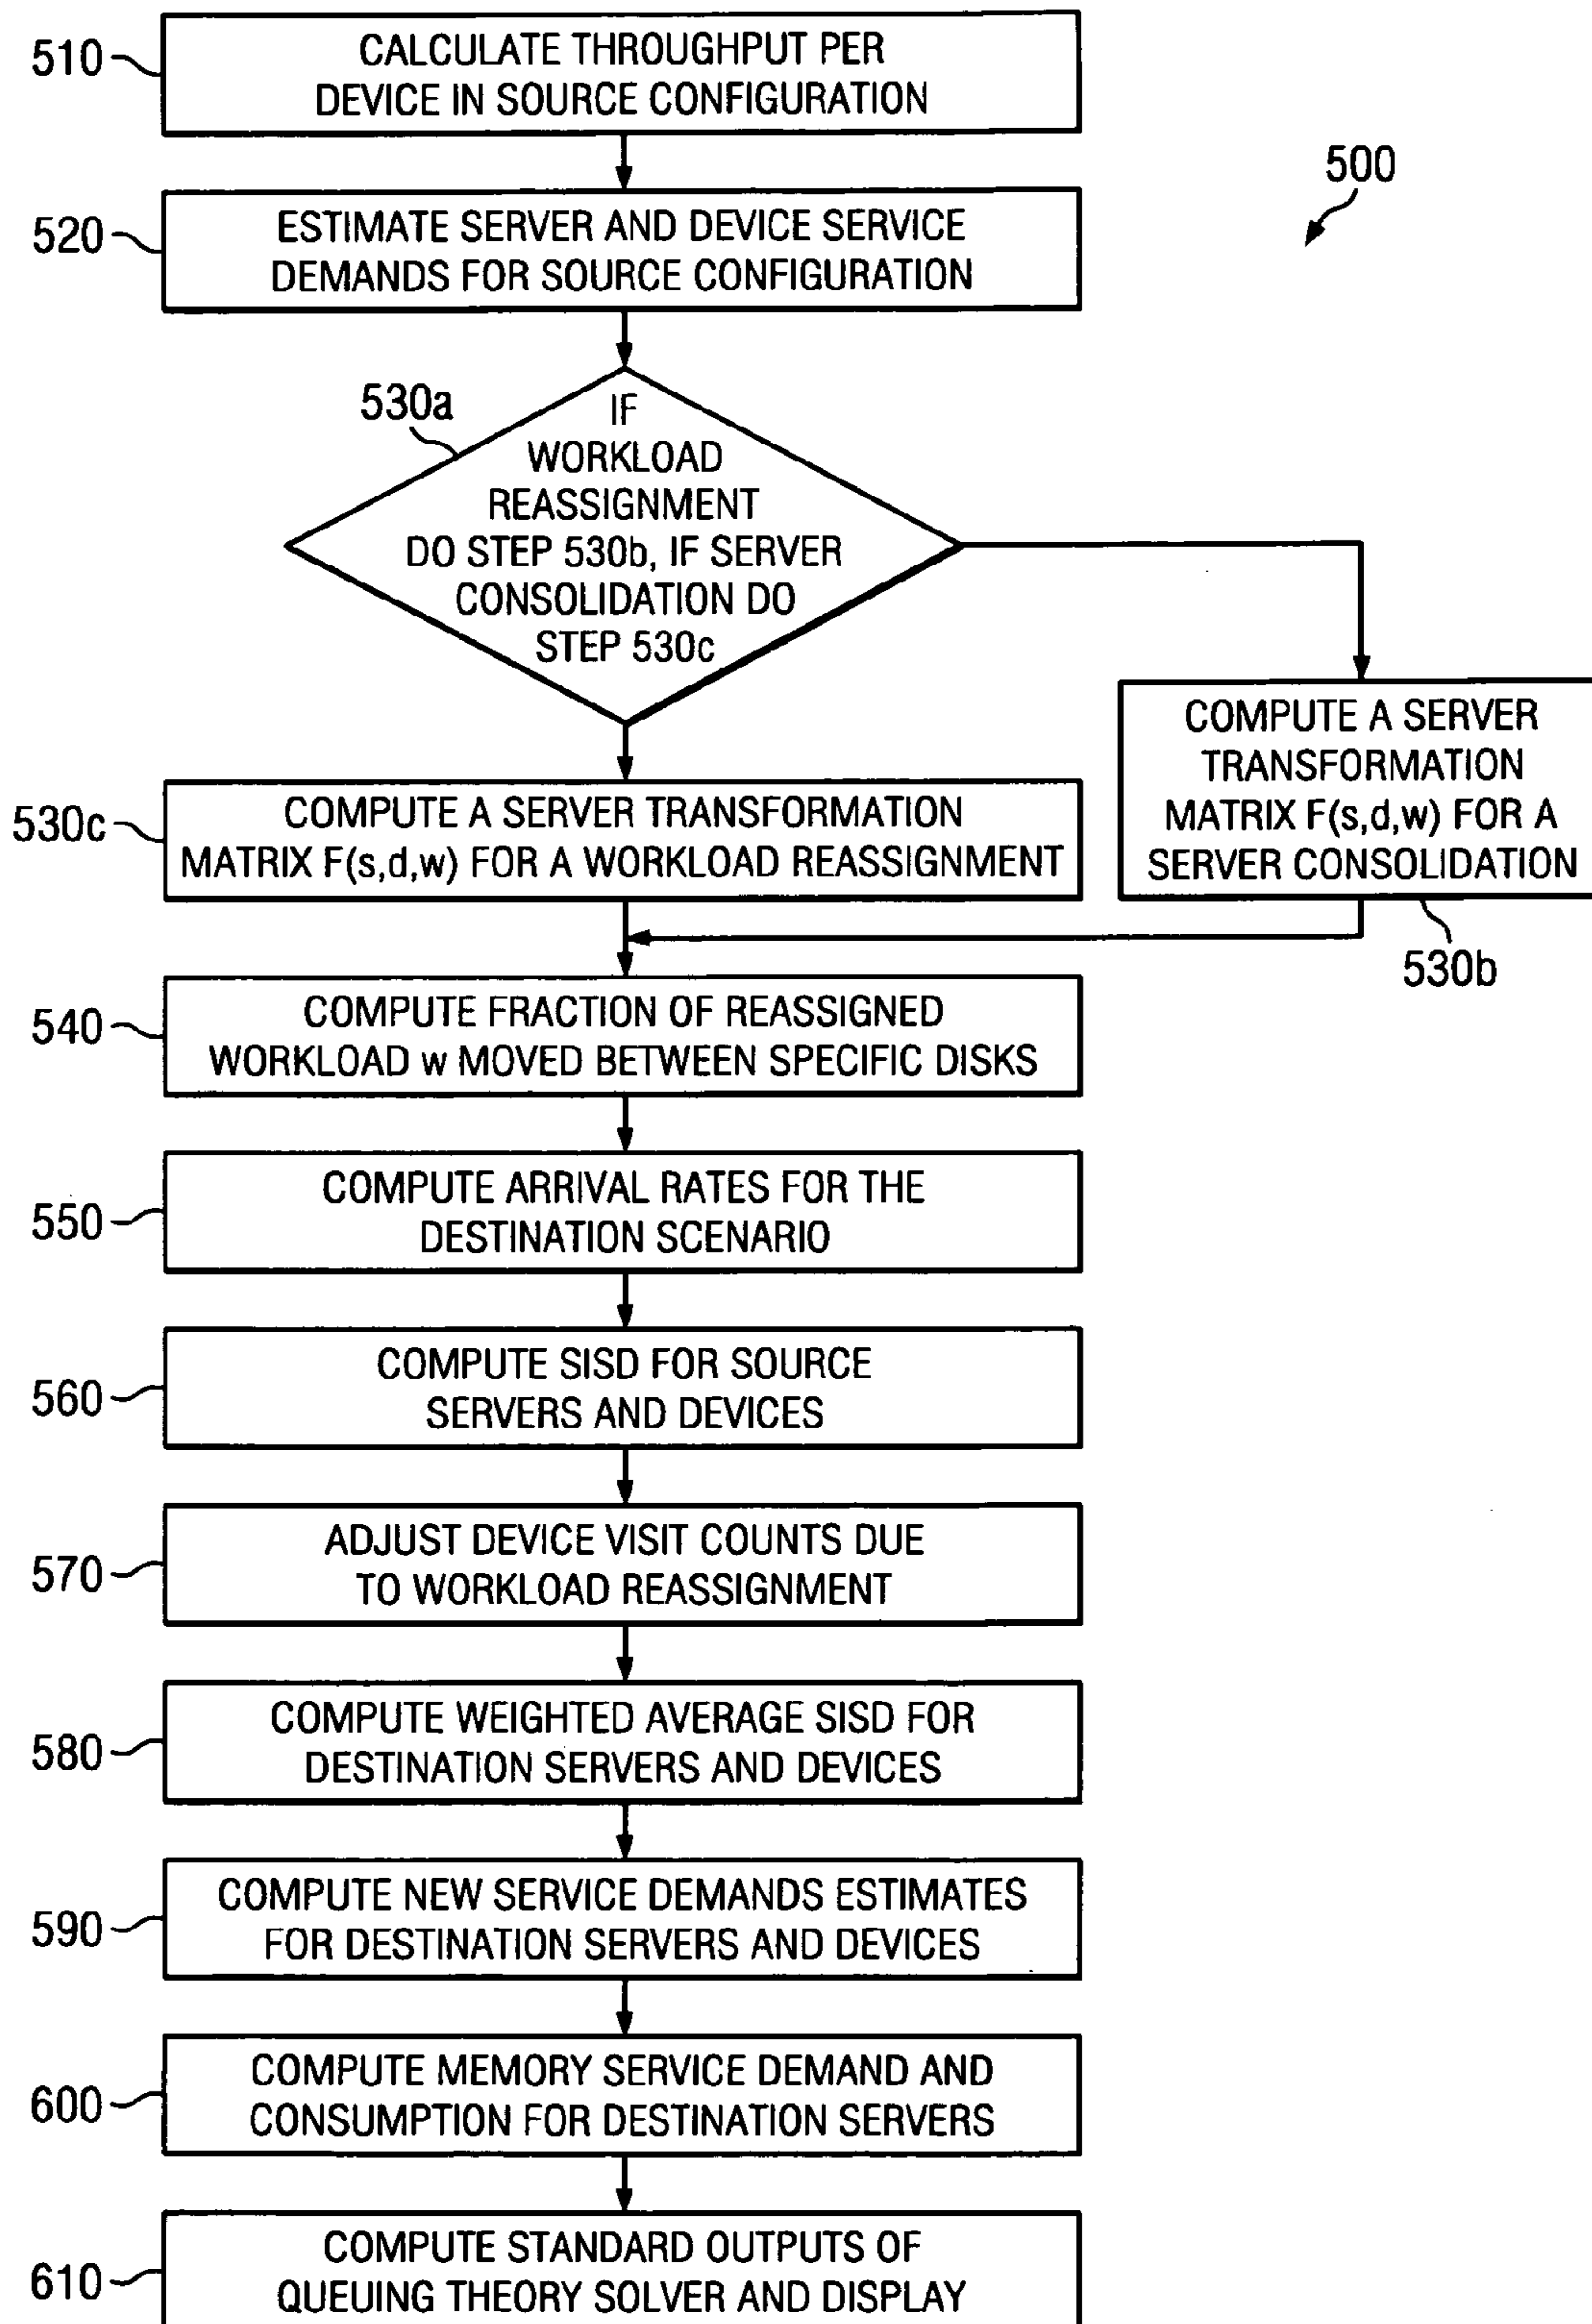 510
CALCULATE THROUGHPUT PER
DEVICE IN SOURCE CONFIGURATION
500
520
ESTIMATE SERVER AND DEVICE SERVICE
DEMANDS FOR SOURCE CONFIGURATION
530a
IF
WORKLOAD
REASSIGNMENT
DO STEP 530b, IF SERVER
CONSOLIDATION DO
STEP 530c
COMPUTE A SERVER
TRANSFORMATION
MATRIX F(s,d,w) FOR A
SERVER CONSOLIDATION
530b
530c
COMPUTE A SERVER TRANSFORMATION
MATRIX F(s,d,w) FOR A WORKLOAD REASSIGNMENT
540
COMPUTE FRACTION OF REASSIGNED
WORKLOAD w MOVED BETWEEN SPECIFIC DISKS
550
COMPUTE ARRIVAL RATES FOR THE
DESTINATION SCENARIO
560
COMPUTE SISD FOR SOURCE
SERVERS AND DEVICES
570
ADJUST DEVICE VISIT COUNTS DUE
TO WORKLOAD REASSIGNMENT
580
COMPUTE WEIGHTED AVERAGE SISD FOR
DESTINATION SERVERS AND DEVICES
590
COMPUTE NEW SERVICE DEMANDS ESTIMATES
FOR DESTINATION SERVERS AND DEVICES
600
COMPUTE MEMORY SERVICE DEMAND AND
CONSUMPTION FOR DESTINATION SERVERS
610
COMPUTE STANDARD OUTPUTS OF
QUEUING THEORY SOLVER AND DISPLAY